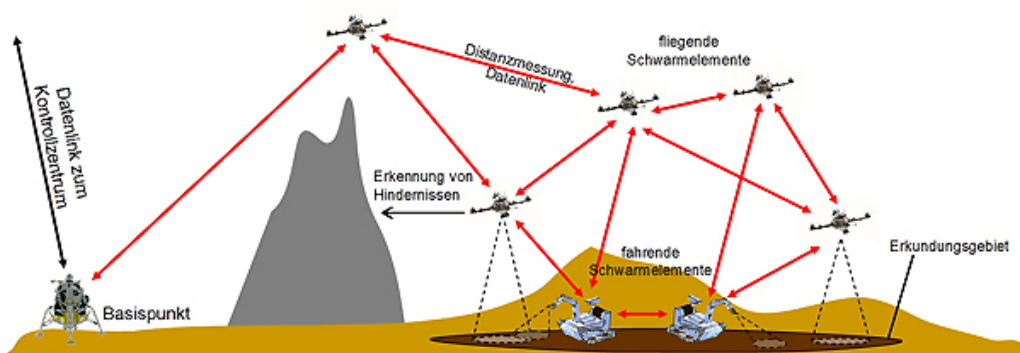 Datenlink zum
Kontrollzentrum
Distanzmessung,
Datenlink
fliegende
Schwarmelemente
Erkennung von
Hindernissen
fahrende
Schwarmelemente
Erkundungsgebiet
Basispunkt